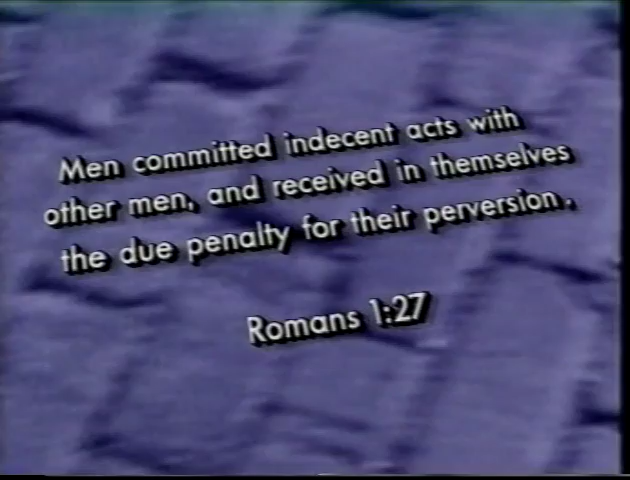 Men committed indecent acts with
other men, and received in themselves
the due penalty for their perversion.
Romans 1:27